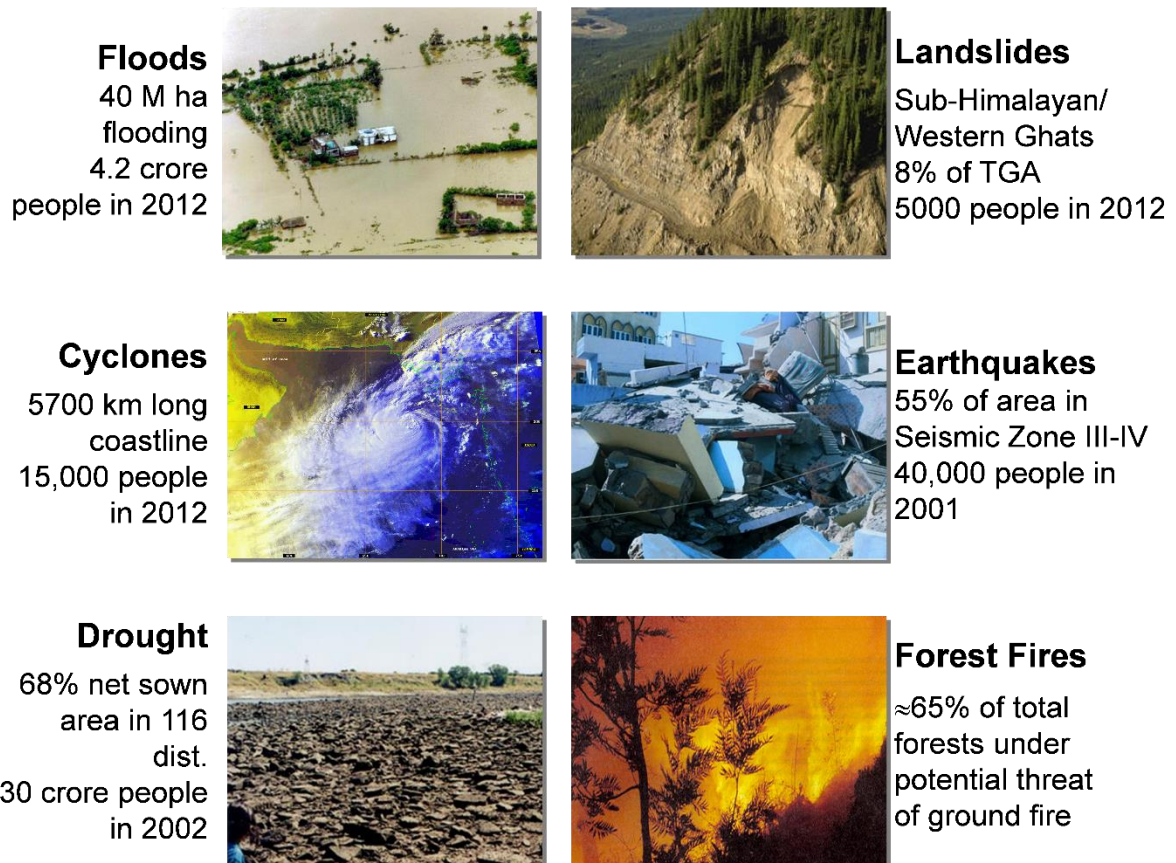 Floods
40 M ha
flooding
4.2 crore
people in 2012
Landslides
Sub-Himalayan/
Western Ghats
8% of TGA
5000 people in 2012
Cyclones
5700 km long
coastline
15,000 people
in 2012
Earthquakes
55% of area in
Seismic Zone III-IV
40,000 people in
2001
Drought
68% net sown
area in 116
dist.
30 crore people
in 2002
Forest Fires
≈65% of total
forests under
potential threat
of ground fire